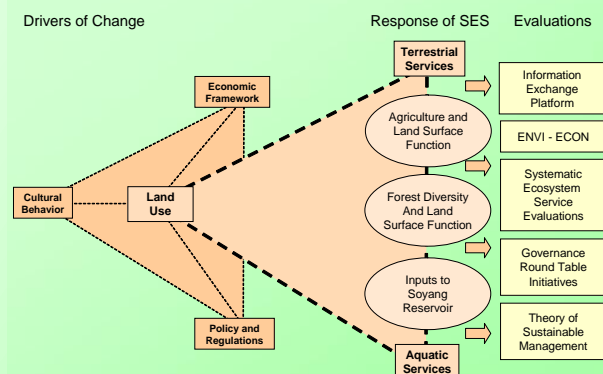 Drivers of Change
Response of SES
Evaluations
Economic
Framework
Cultural
Behavior
Land
Use
Policy and
Regulations
Terrestrial
Services
Agriculture and
Land Surface
Function
Forest Diversity
And Land
Surface Function
Inputs to
Soyang
Reservoir
Aquatic
Services
Information
Exchange
Platform
ENVI - ECON
Systematic
Ecosystem
Service
Evaluations
Governance
Round Table
Initiatives
Theory of
Sustainable
Management